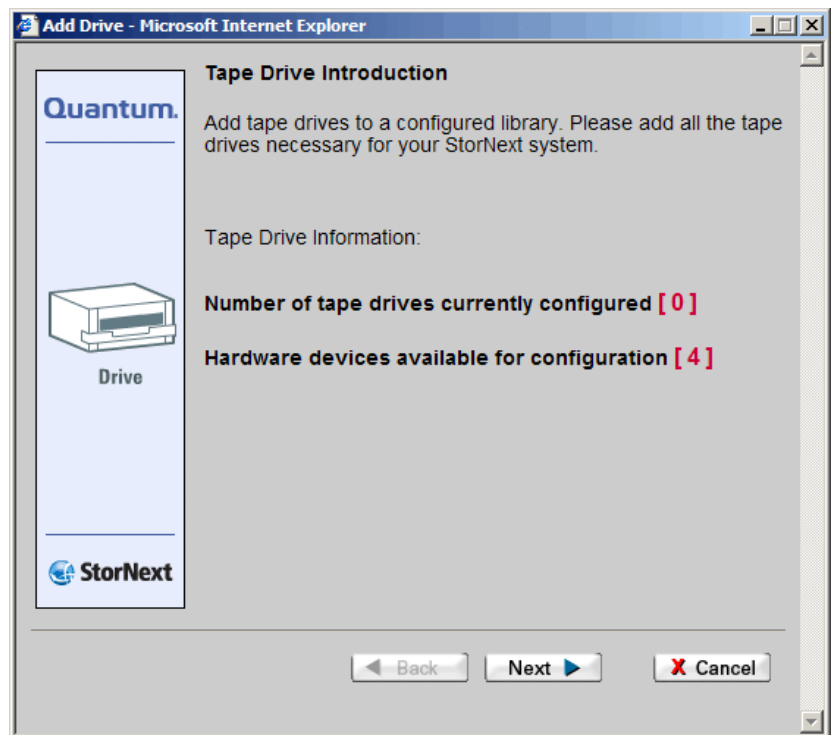 Add Drive - Microsoft Internet Explorer
Quantum.
Drive
StorNext
Tape Drive Introduction
Add tape drives to a configured library. Please add all the tape
drives necessary for your StorNext system.
Tape Drive Information:
Number of tape drives currently configured [ 0 ]
Hardware devices available for configuration [ 4 ]
Back
Next
X Cancel